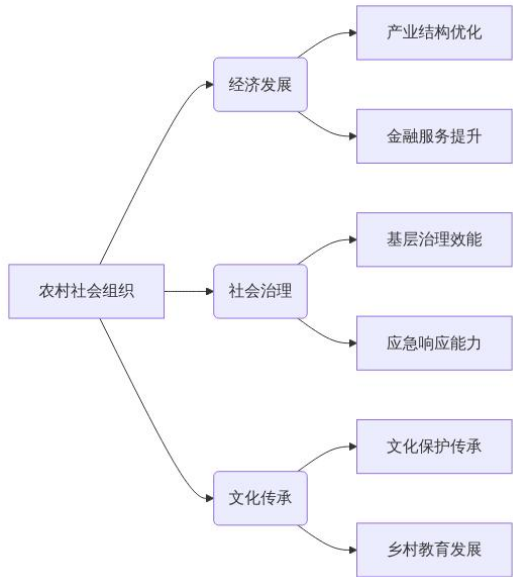 产业结构优化
经济发展
金融服务提升
基层治理效能
农村社会组织
社会治理
应急响应能力
文化保护传承
文化传承
乡村教育发展